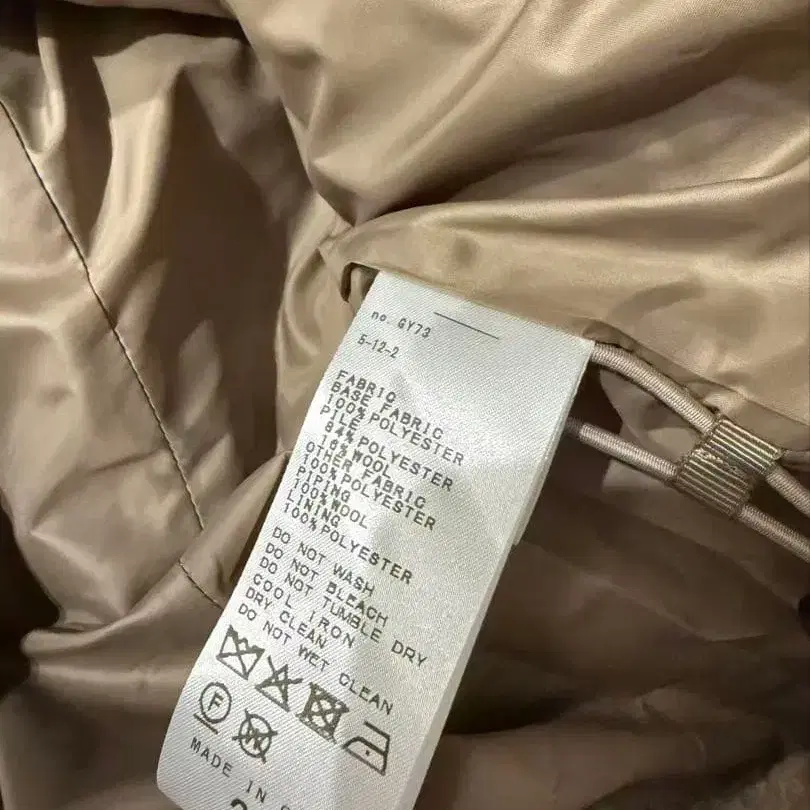 no. GY73
5-12-2
FABRIC
BASE FABRIC
100% POLYESTER
PILE
84% POLYESTER
16% WOOL
OTHER FABRIC
100% POLYESTER
PIPING
100% WOOL
LINING
100% POLYESTER
DO NOT WASH
DO NOT BLEACH
DO NOT TUMBLE DRY
COOL IRON
DRY CLEAN
DO NOT WET CLEAN
F
W
MADE IN